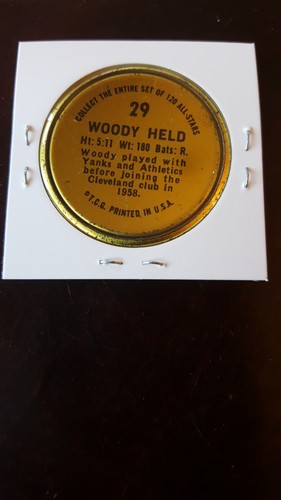 COLLECT THE ENTIRE SET OF 120 ALL-STARS
29
WOODY HELD
Ht: 5:11 Wt: 180 Bats: R.
Woody played with
Yanks and Athletics
before joining the
Cleveland club in
1958.
©T.C.G. PRINTED IN U.S.A.